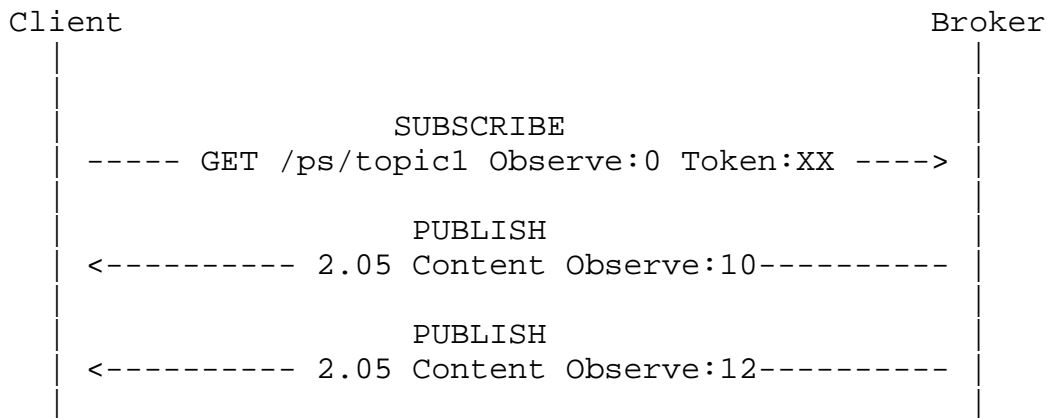 Client Broker
SUBSCRIBE
----- GET /ps/topic1 Observe:0 Token:XX ---->
PUBLISH
<---------- 2.05 Content Observe:10----------
PUBLISH
<---------- 2.05 Content Observe:12----------